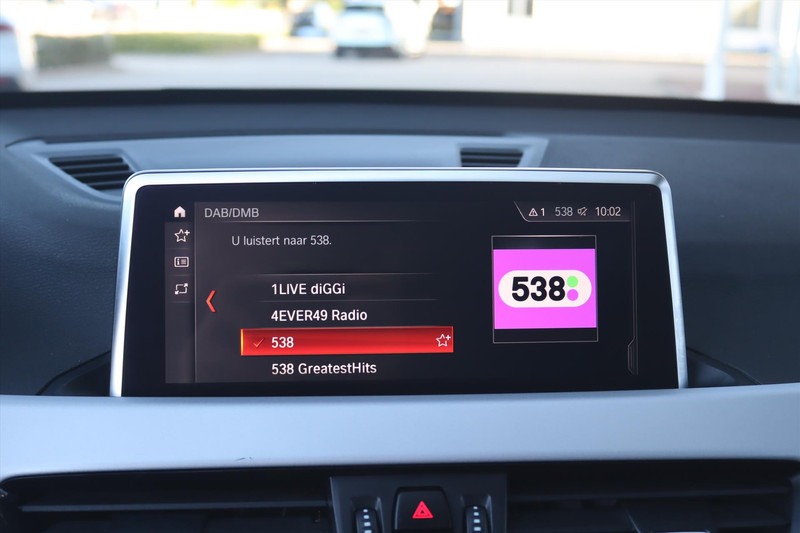 DAB/DMB
1 538 10:02
U luistert naar 538.
538
1LIVE diGGi
4EVER49 Radio
538
538 GreatestHits